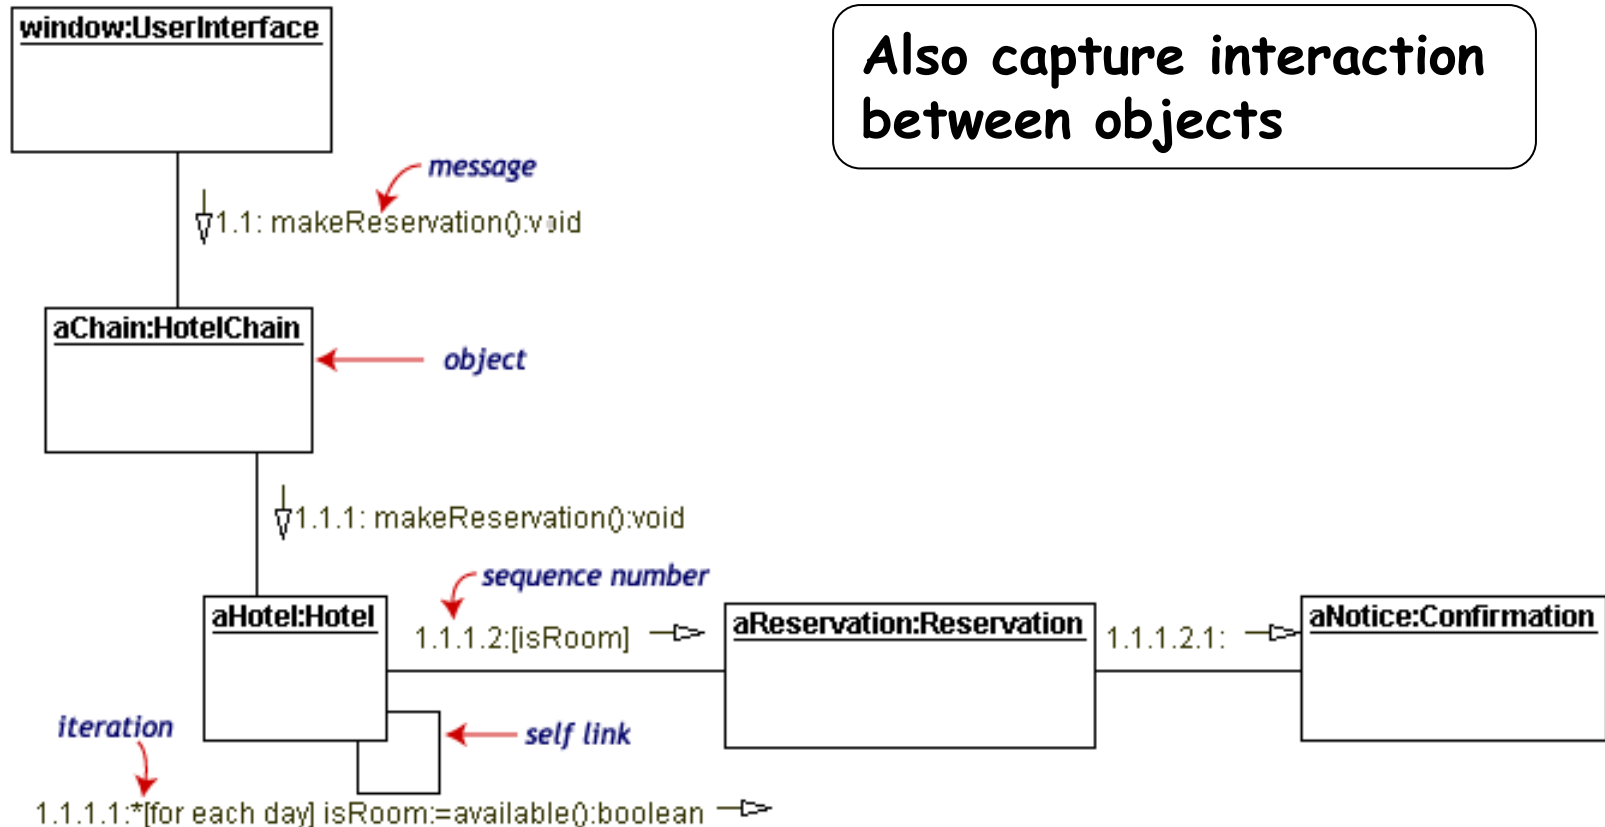 window:UserInterface
Also capture interaction
between objects
message
1.1: makeReservation():void
aChain:HotelChain
object
1.1.1: makeReservation():void
sequence number
aHotel:Hotel
1.1.1.2:[isRoom]
aReservation:Reservation
1.1.1.2.1:
aNotice:Confirmation
iteration
self link
1.1.1.1:*[for each day] isRoom:=available():boolean